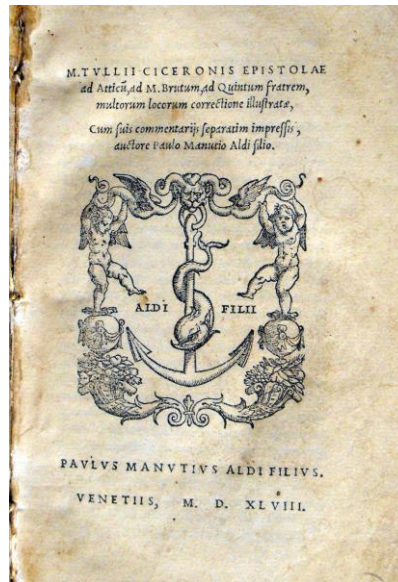 M. TVLLII CICERONIS EPISTOLAE
ad Atticū, ad M. Brutum, ad Quintum fratrem,
multorum locorum correctione illustratæ,
Cum suis commentarijs separatim impressis,
auctore Paulo Manutio Aldi filio.
ALDI FILII
PAVLVS MANVTIVS ALDI FILIVS.
VENETIIS, M. D. XLVIII.